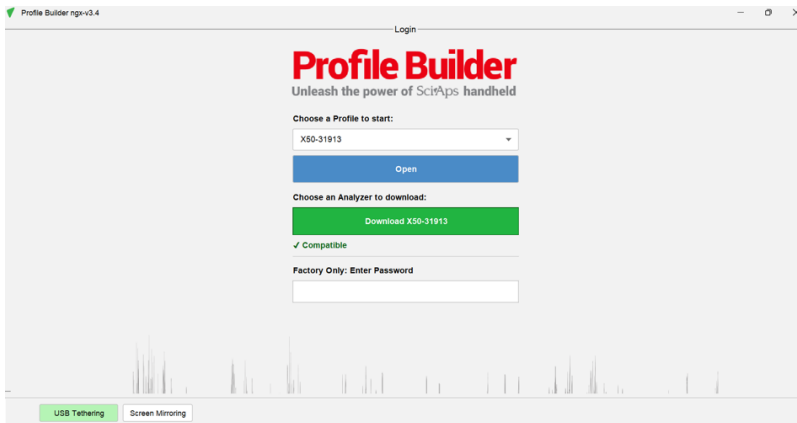 Profile Builder ngx-v3.4
Login
Profile Builder
Unleash the power of SciAps handheld
Choose a Profile to start:
X50-31913
Open
Choose an Analyzer to download:
Download X50-31913
✓ Compatible
Factory Only: Enter Password
USB Tethering
Screen Mirroring